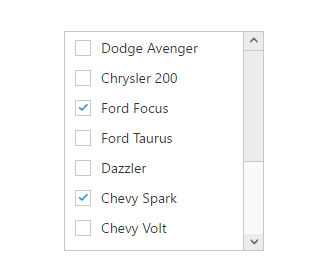 Dodge Avenger
Chrysler 200
Ford Focus
Ford Taurus
Dazzler
Chevy Spark
Chevy Volt